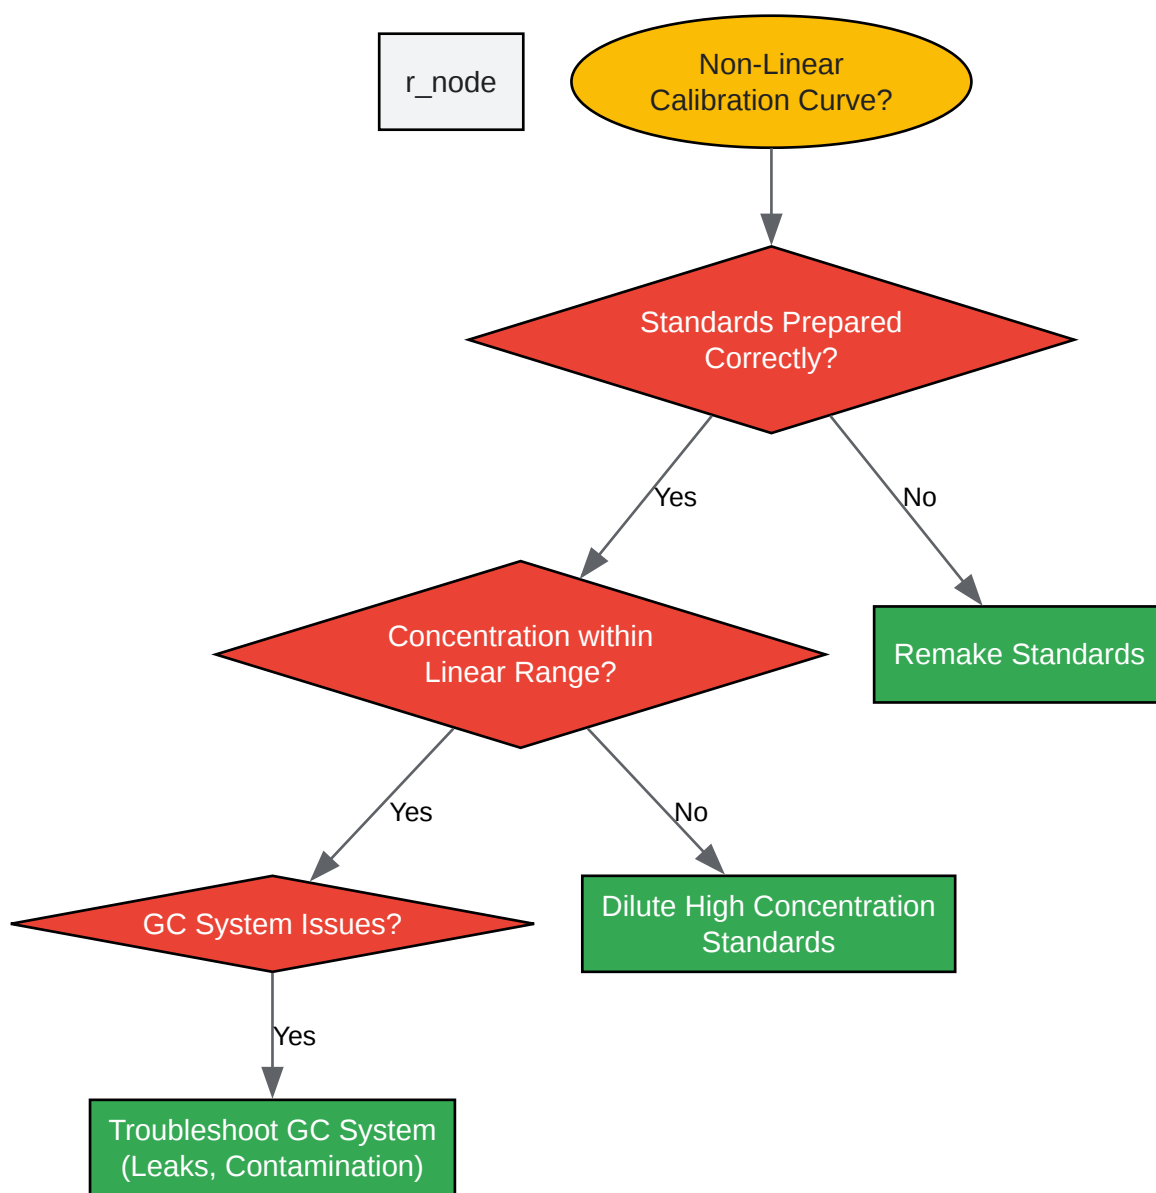 r_node
Non-Linear
Calibration Curve?
Standards Prepared
Correctly?
Yes
No
Concentration within
Linear Range?
Remake Standards
Yes
No
GC System Issues?
Dilute High Concentration
Standards
Yes
Troubleshoot GC System
(Leaks, Contamination)